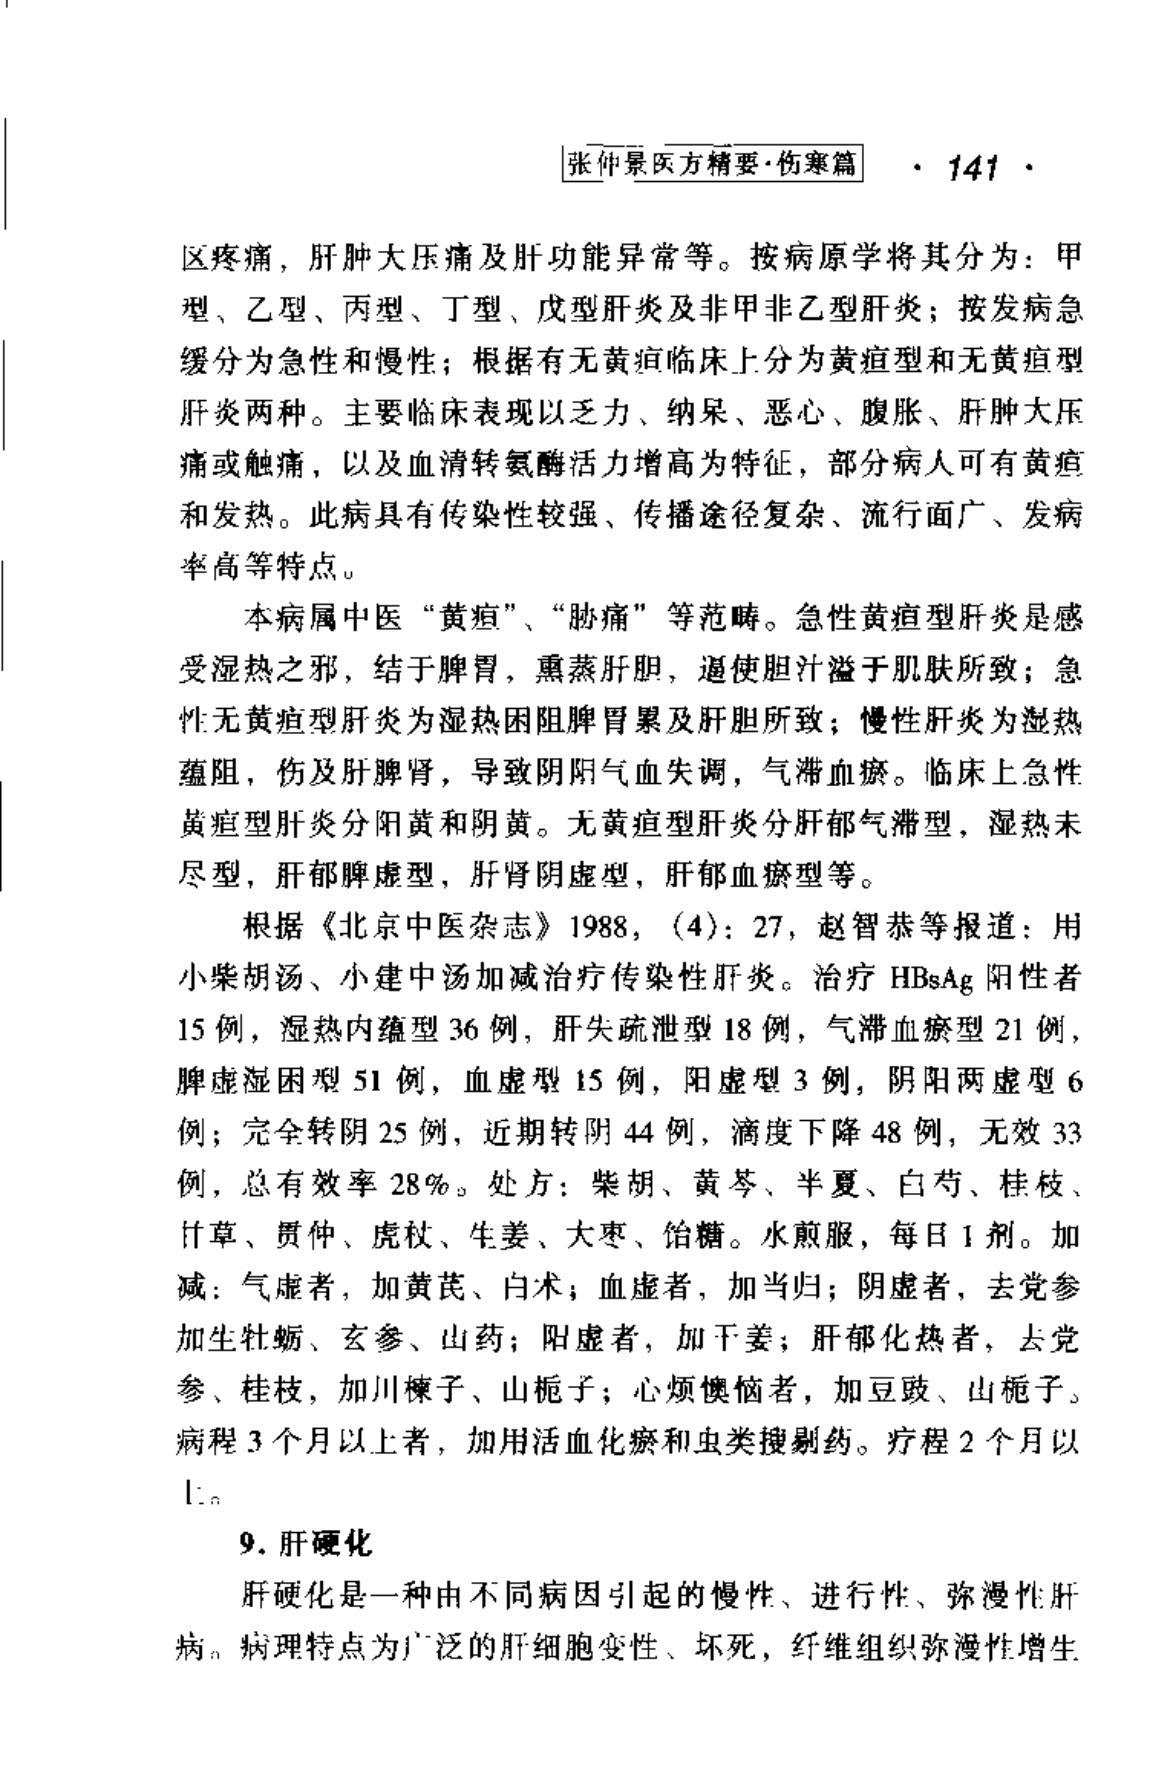 张仲景医方精要·伤寒篇 · 141 ·
区疼痛，肝肿大压痛及肝功能异常等。按病原学将其分为：甲
型、乙型、丙型、丁型、戊型肝炎及非甲非乙型肝炎；按发病急
缓分为急性和慢性；根据有无黄疸临床上分为黄疸型和无黄疸型
肝炎两种。主要临床表现以乏力、纳呆、恶心、腹胀、肝肿大压
痛或触痛，以及血清转氨酶活力增高为特征，部分病人可有黄疸
和发热。此病具有传染性较强、传播途径复杂、流行面广、发病
率高等特点。
本病属中医“黄疸”、“胁痛”等范畴。急性黄疸型肝炎是感
受湿热之邪，结于脾胃，熏蒸肝胆，逼使胆汁溢于肌肤所致；急
性无黄疸型肝炎为湿热困阻脾胃累及肝胆所致；慢性肝炎为湿热
蕴阻，伤及肝脾肾，导致阴阳气血失调，气滞血瘀。临床上急性
黄疸型肝炎分阳黄和阴黄。无黄疸型肝炎分肝郁气滞型，湿热未
尽型，肝郁脾虚型，肝肾阴虚型，肝郁血瘀型等。
根据《北京中医杂志》1988，（4）：27，赵智恭等报道：用
小柴胡汤、小建中汤加减治疗传染性肝炎。治疗 HBsAg 阳性者
15 例，湿热内蕴型 36 例，肝失疏泄型 18 例，气滞血瘀型 21 例，
脾虚湿困型 51 例，血虚型 15 例，阳虚型 3 例，阴阳两虚型 6
例；完全转阴 25 例，近期转阴 44 例，滴度下降 48 例，无效 33
例，总有效率 28%。处方：柴胡、黄芩、半夏、白芍、桂枝、
甘草、贯仲、虎杖、生姜、大枣、饴糖。水煎服，每日 1 剂。加
减：气虚者，加黄芪、白术；血虚者，加当归；阴虚者，去党参
加生牡蛎、玄参、山药；阳虚者，加干姜；肝郁化热者，去党
参、桂枝，加川楝子、山栀子；心烦懊恼者，加豆豉、山栀子。
病程 3 个月以上者，加用活血化瘀和虫类搜剔药。疗程 2 个月以
上。
9. 肝硬化
肝硬化是一种由不同病因引起的慢性、进行性、弥漫性肝
病。病理特点为广泛的肝细胞变性、坏死，纤维组织弥漫性增生